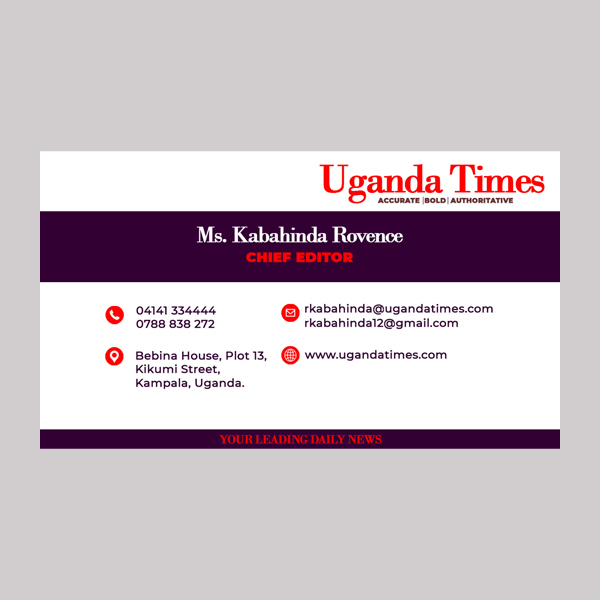 Uganda Times
ACCURATE |BOLD| AUTHORITATIVE
Ms. Kabahinda Rovence
CHIEF EDITOR
04141 334444
0788 838 272
rkabahinda@ugandatimes.com
rkabahinda12@gmail.com
Bebina House, Plot 13,
Kikumi Street,
Kampala, Uganda.
www.ugandatimes.com
YOUR LEADING DAILY NEWS